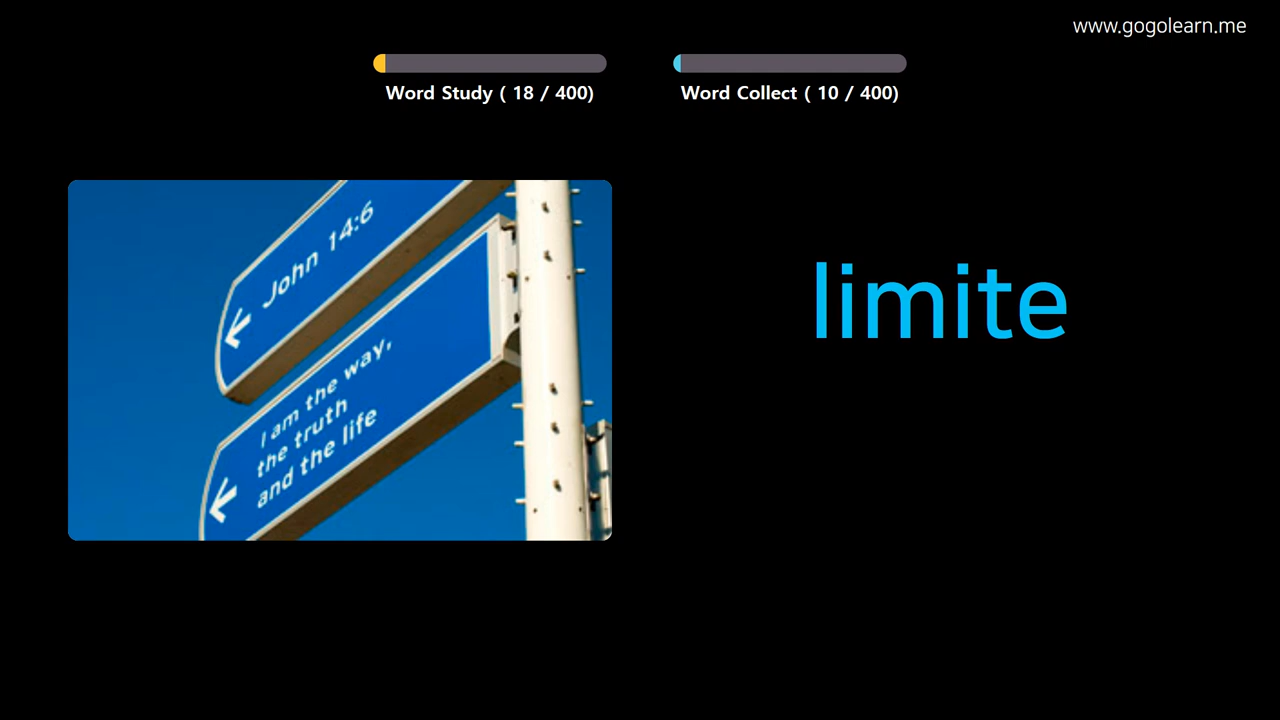 www.gogolearn.me
Word Study ( 18 / 400)
Word Collect ( 10 / 400)
John 14:6
I am the way,
the truth
and the life
limite